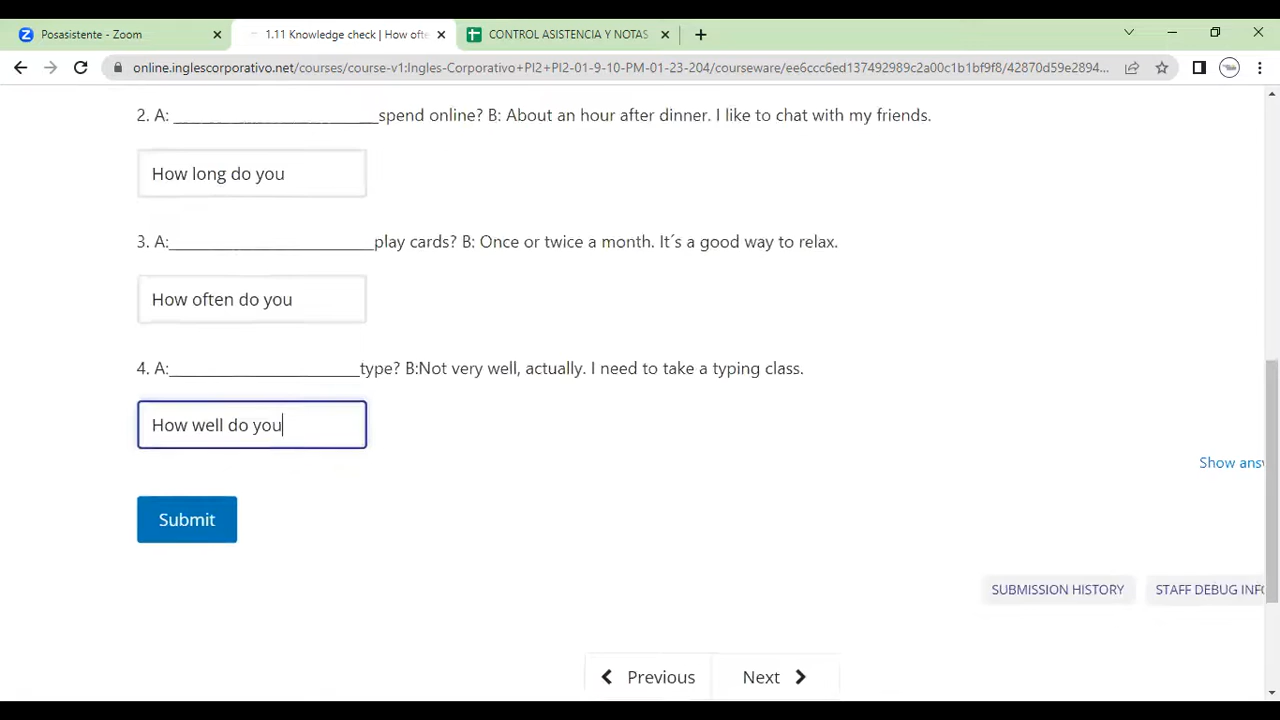 Posasistente - Zoom
1.11 Knowledge check | How ofte
CONTROL ASISTENCIA Y NOTAS
online.inglescorporativo.net/courses/course-v1:Ingles-Corporativo+PI2+PI2-01-9-10-PM-01-23-204/courseware/ee6ccc6ed137492989c2a00c1b1bf9f8/42870d59e2894...
2. A: ________________________spend online? B: About an hour after dinner. I like to chat with my friends.
How long do you
3. A:________________________play cards? B: Once or twice a month. It´s a good way to relax.
How often do you
4. A:______________________type? B:Not very well, actually. I need to take a typing class.
How well do you
Show answ
Submit
SUBMISSION HISTORY
STAFF DEBUG INFO
Previous
Next